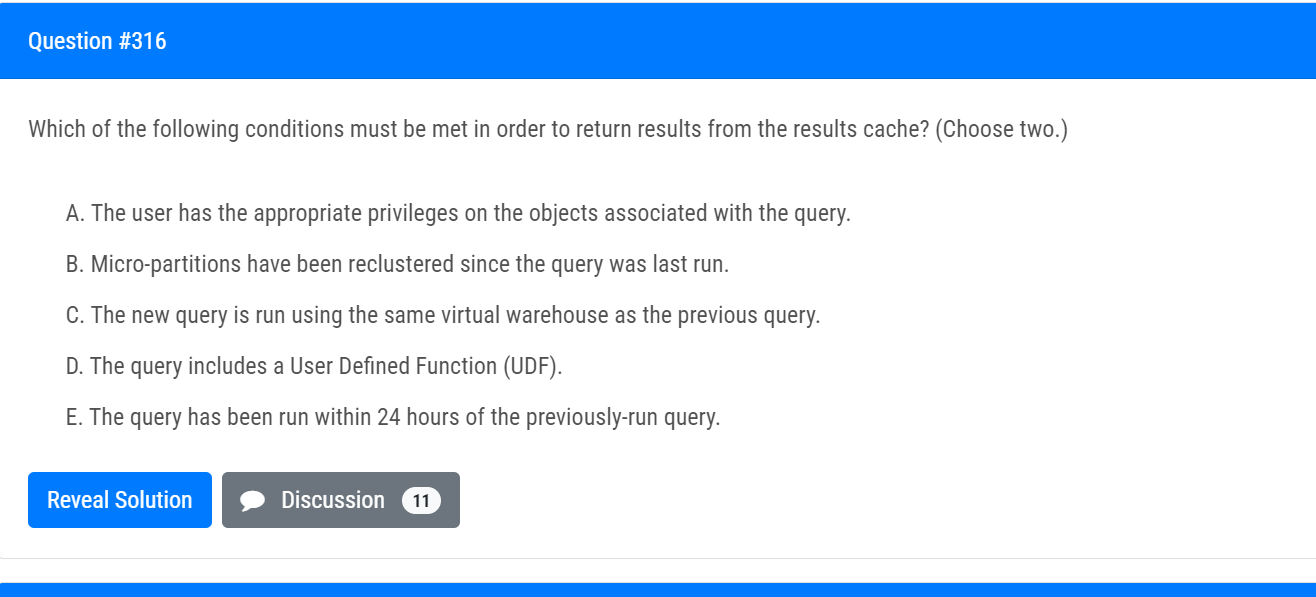 Question #316
Which of the following conditions must be met in order to return results from the results cache? (Choose two.)
A. The user has the appropriate privileges on the objects associated with the query.
B. Micro-partitions have been reclustered since the query was last run.
C. The new query is run using the same virtual warehouse as the previous query.
D. The query includes a User Defined Function (UDF).
E. The query has been run within 24 hours of the previously-run query.
Reveal Solution
Discussion 11